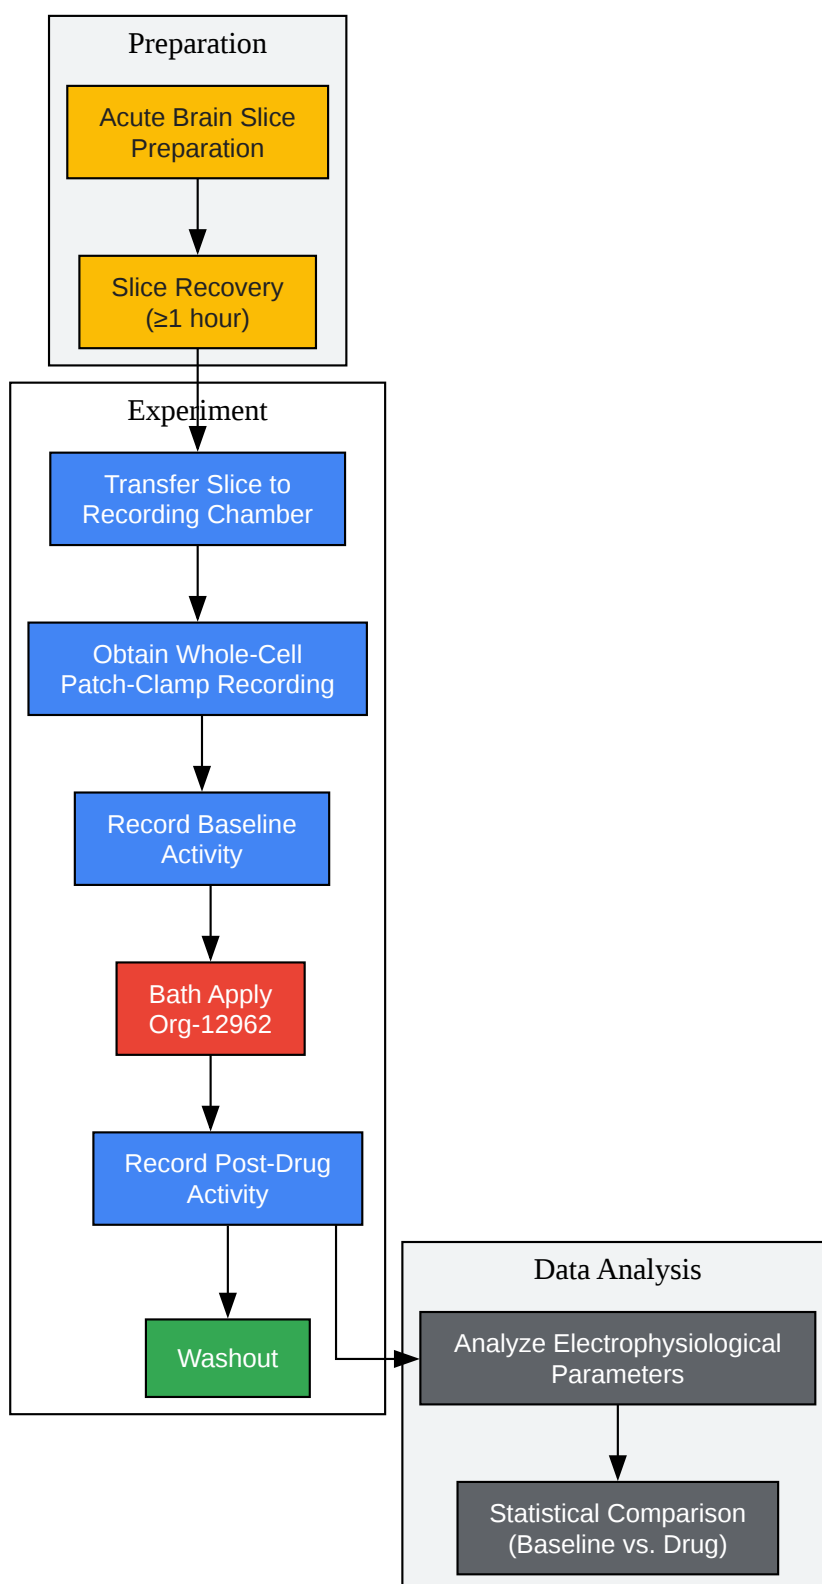 Preparation
Acute Brain Slice
Preparation
Slice Recovery
(≥1 hour)
Experiment
Transfer Slice to
Recording Chamber
Obtain Whole-Cell
Patch-Clamp Recording
Record Baseline
Activity
Bath Apply
Org-12962
Record Post-Drug
Activity
Washout
Data Analysis
Analyze Electrophysiological
Parameters
Statistical Comparison
(Baseline vs. Drug)